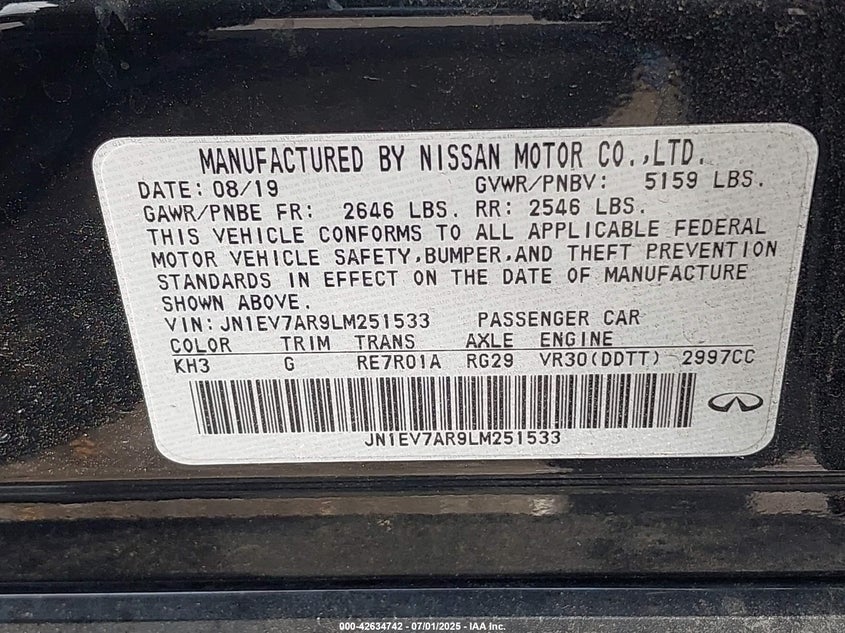 MANUFACTURED BY NISSAN MOTOR CO.,LTD.
DATE: 08/19 GVWR/PNBV: 5159 LBS.
GAWR/PNBE FR: 2646 LBS. RR: 2546 LBS.
THIS VEHICLE CONFORMS TO ALL APPLICABLE FEDERAL
MOTOR VEHICLE SAFETY,BUMPER,AND THEFT PREVENTION
STANDARDS IN EFFECT ON THE DATE OF MANUFACTURE
SHOWN ABOVE.
VIN: JN1EV7AR9LM251533 PASSENGER CAR
COLOR TRIM TRANS AXLE ENGINE
KH3 G RE7R01A RG29 VR30(DDTT) 2997CC
JN1EV7AR9LM251533
000-42634742 - 07/01/2025 - IAA Inc.